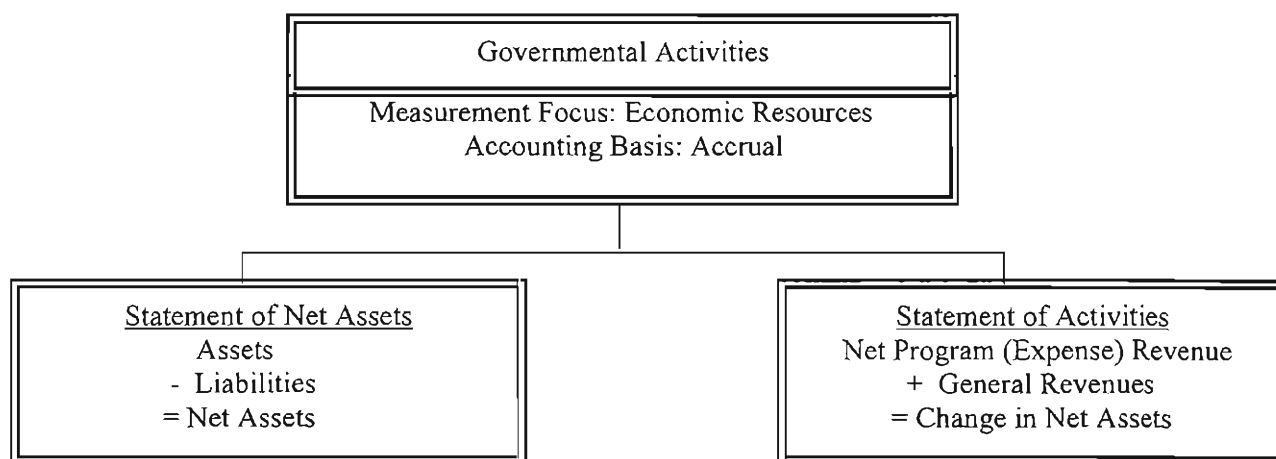 Governmental Activities
Measurement Focus: Economic Resources
Accounting Basis: Accrual
Statement of Net Assets
Assets
- Liabilities
= Net Assets
Statement of Activities
Net Program (Expense) Revenue
+ General Revenues
= Change in Net Assets